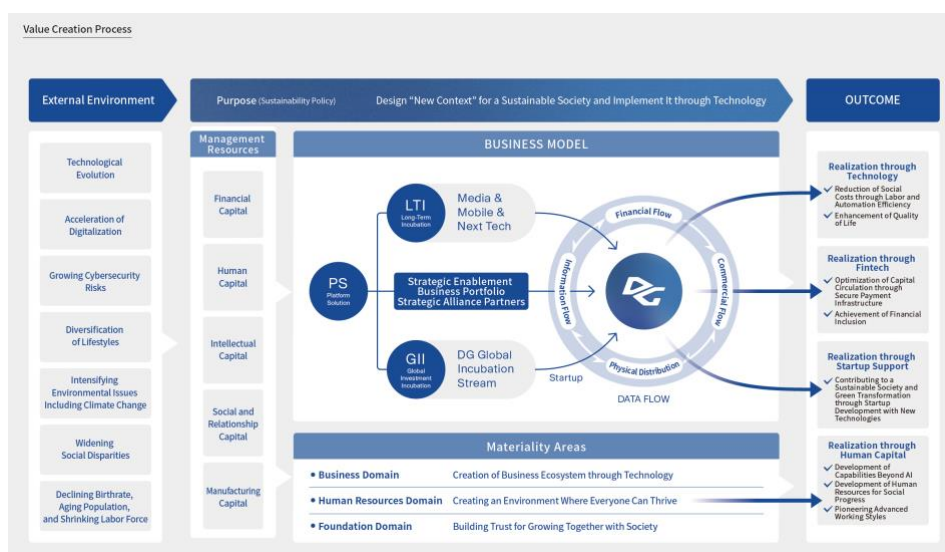 Value Creation Process
External Environment
Technological
Evolution
Acceleration of
Digitalization
Growing Cybersecurity
Risks
Diversification
of Lifestyles
Intensifying
Environmental Issues
Including Climate Change
Widening
Social Disparities
Declining Birthrate,
Aging Population,
and Shrinking Labor Force
Purpose (Sustainability Policy) Design "New Context" for a Sustainable Society and Implement It through Technology
Management
Resources
Financial
Capital
Human
Capital
Intellectual
Capital
Social and
Relationship
Capital
Manufacturing
Capital
BUSINESS MODEL
PS
Platform
Solution
LTI
Long-Term
Incubation
Media &
Mobile &
Next Tech
Strategic Enablement
Business Portfolio
Strategic Alliance Partners
GII
Global
Investment
Incubation
DG Global
Incubation
Stream
Startup
Financial Flow
Commercial Flow
Physical Distribution
Information Flow
DG
DATA FLOW
Materiality Areas
• Business Domain Creation of Business Ecosystem through Technology
• Human Resources Domain Creating an Environment Where Everyone Can Thrive
• Foundation Domain Building Trust for Growing Together with Society
OUTCOME
Realization through
Technology
✓ Reduction of Social
Costs through Labor and
Automation Efficiency
✓ Enhancement of Quality
of Life
Realization through
Fintech
✓ Optimization of Capital
Circulation through
Secure Payment
Infrastructure
✓ Achievement of Financial
Inclusion
Realization through
Startup Support
✓ Contributing to a
Sustainable Society and
Green Transformation
through Startup
Development with New
Technologies
Realization through
Human Capital
✓ Development of
Capabilities Beyond AI
✓ Development of Human
Resources for Social
Progress
✓ Pioneering Advanced
Working Styles